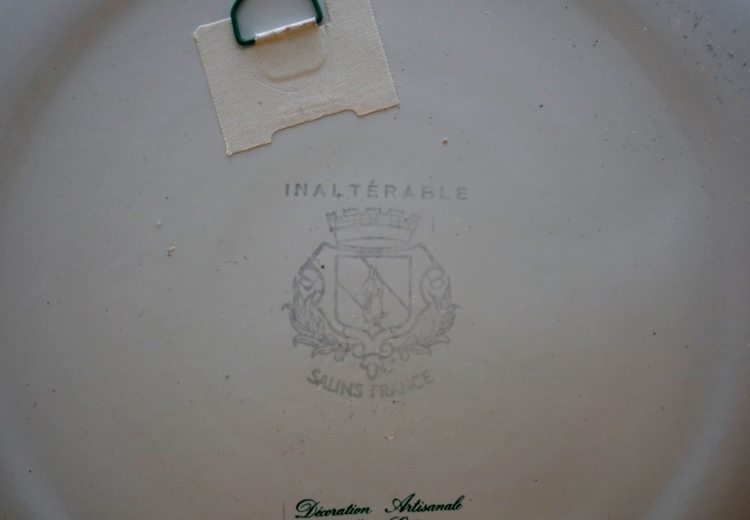 INALTÉRABLE
SALINS FRANCE
Décoration Artisanale